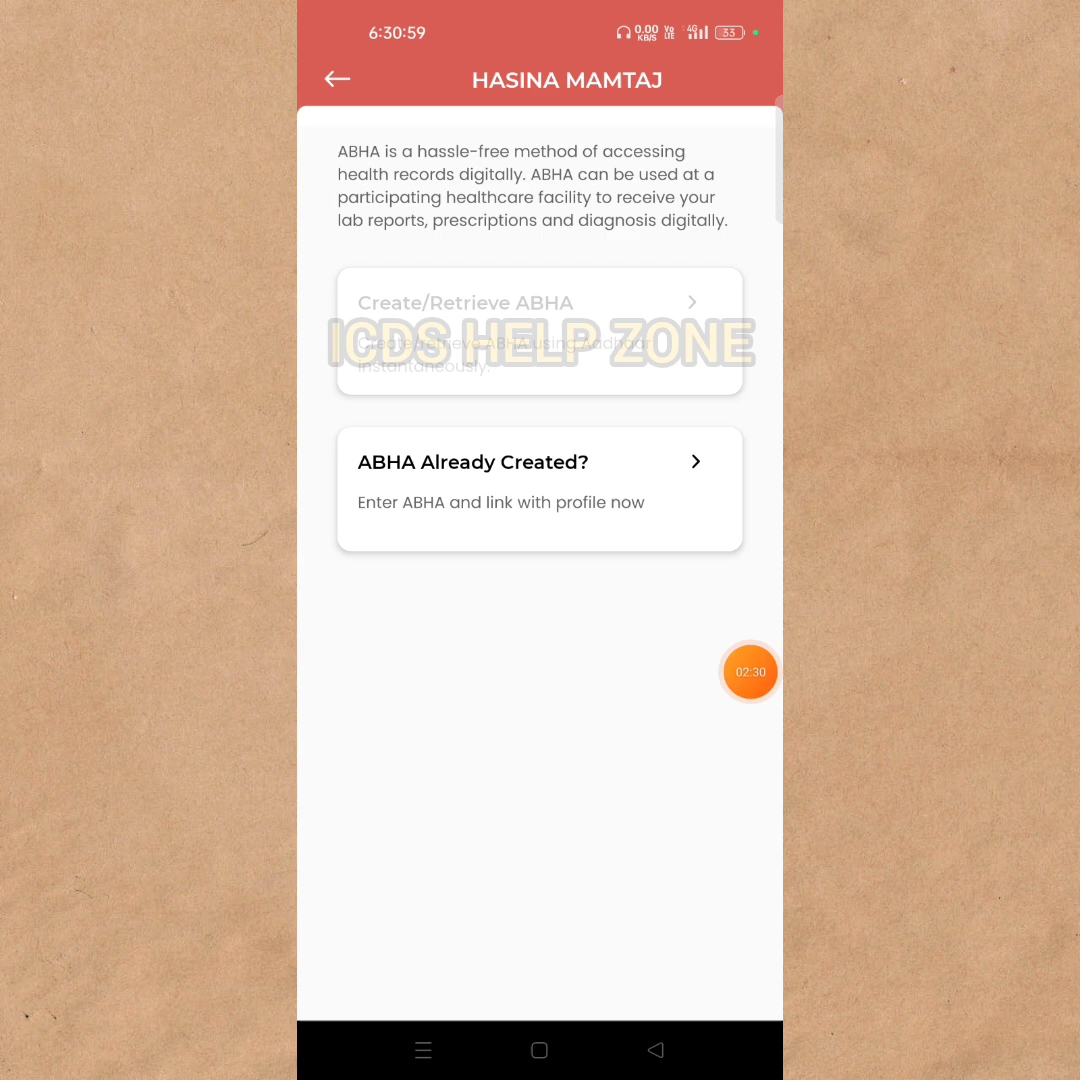 6:30:59
0.00 KB/S Vo LTE 4G 33
HASINA MAMTAJ
ABHA is a hassle-free method of accessing
health records digitally. ABHA can be used at a
participating healthcare facility to receive your
lab reports, prescriptions and diagnosis digitally.
Create/Retrieve ABHA
ICDS HELP ZONE
Create/retrieve ABHA using Aadhaar
instantaneously.
ABHA Already Created?
Enter ABHA and link with profile now
02:30